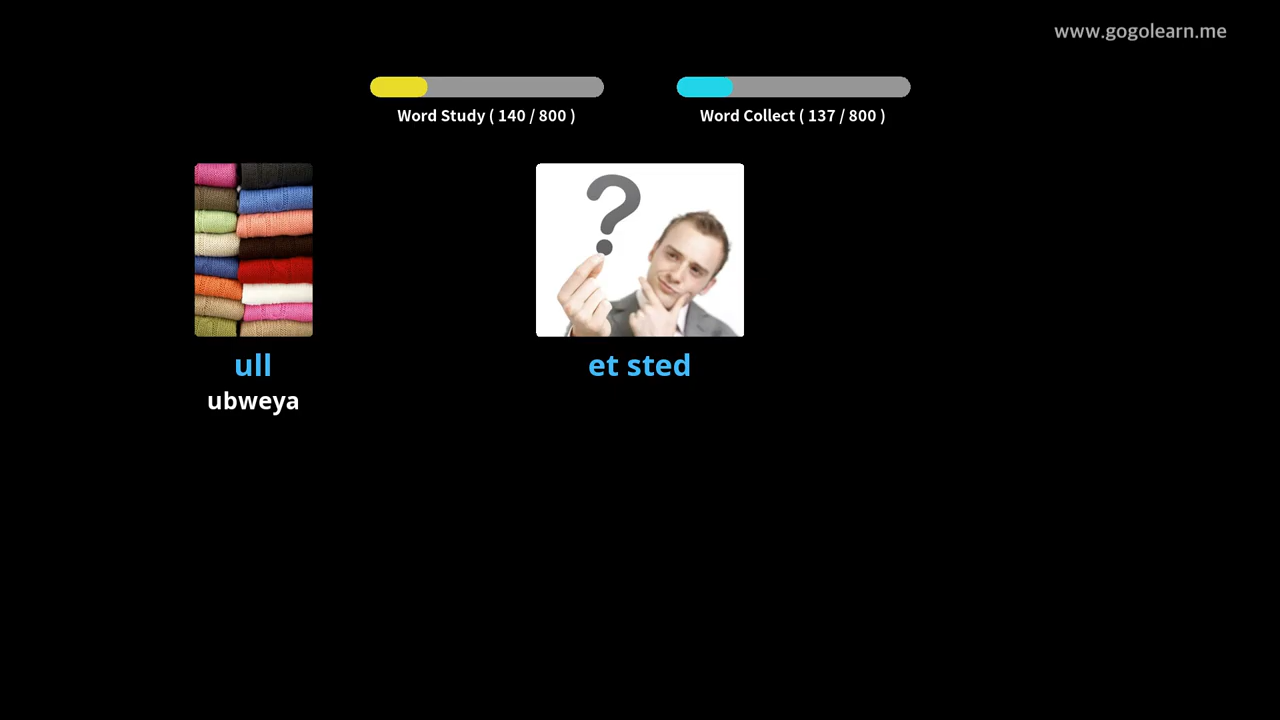 www.gogolearn.me
Word Study ( 140 / 800 )
Word Collect ( 137 / 800 )
?
ull
ubweya
et sted